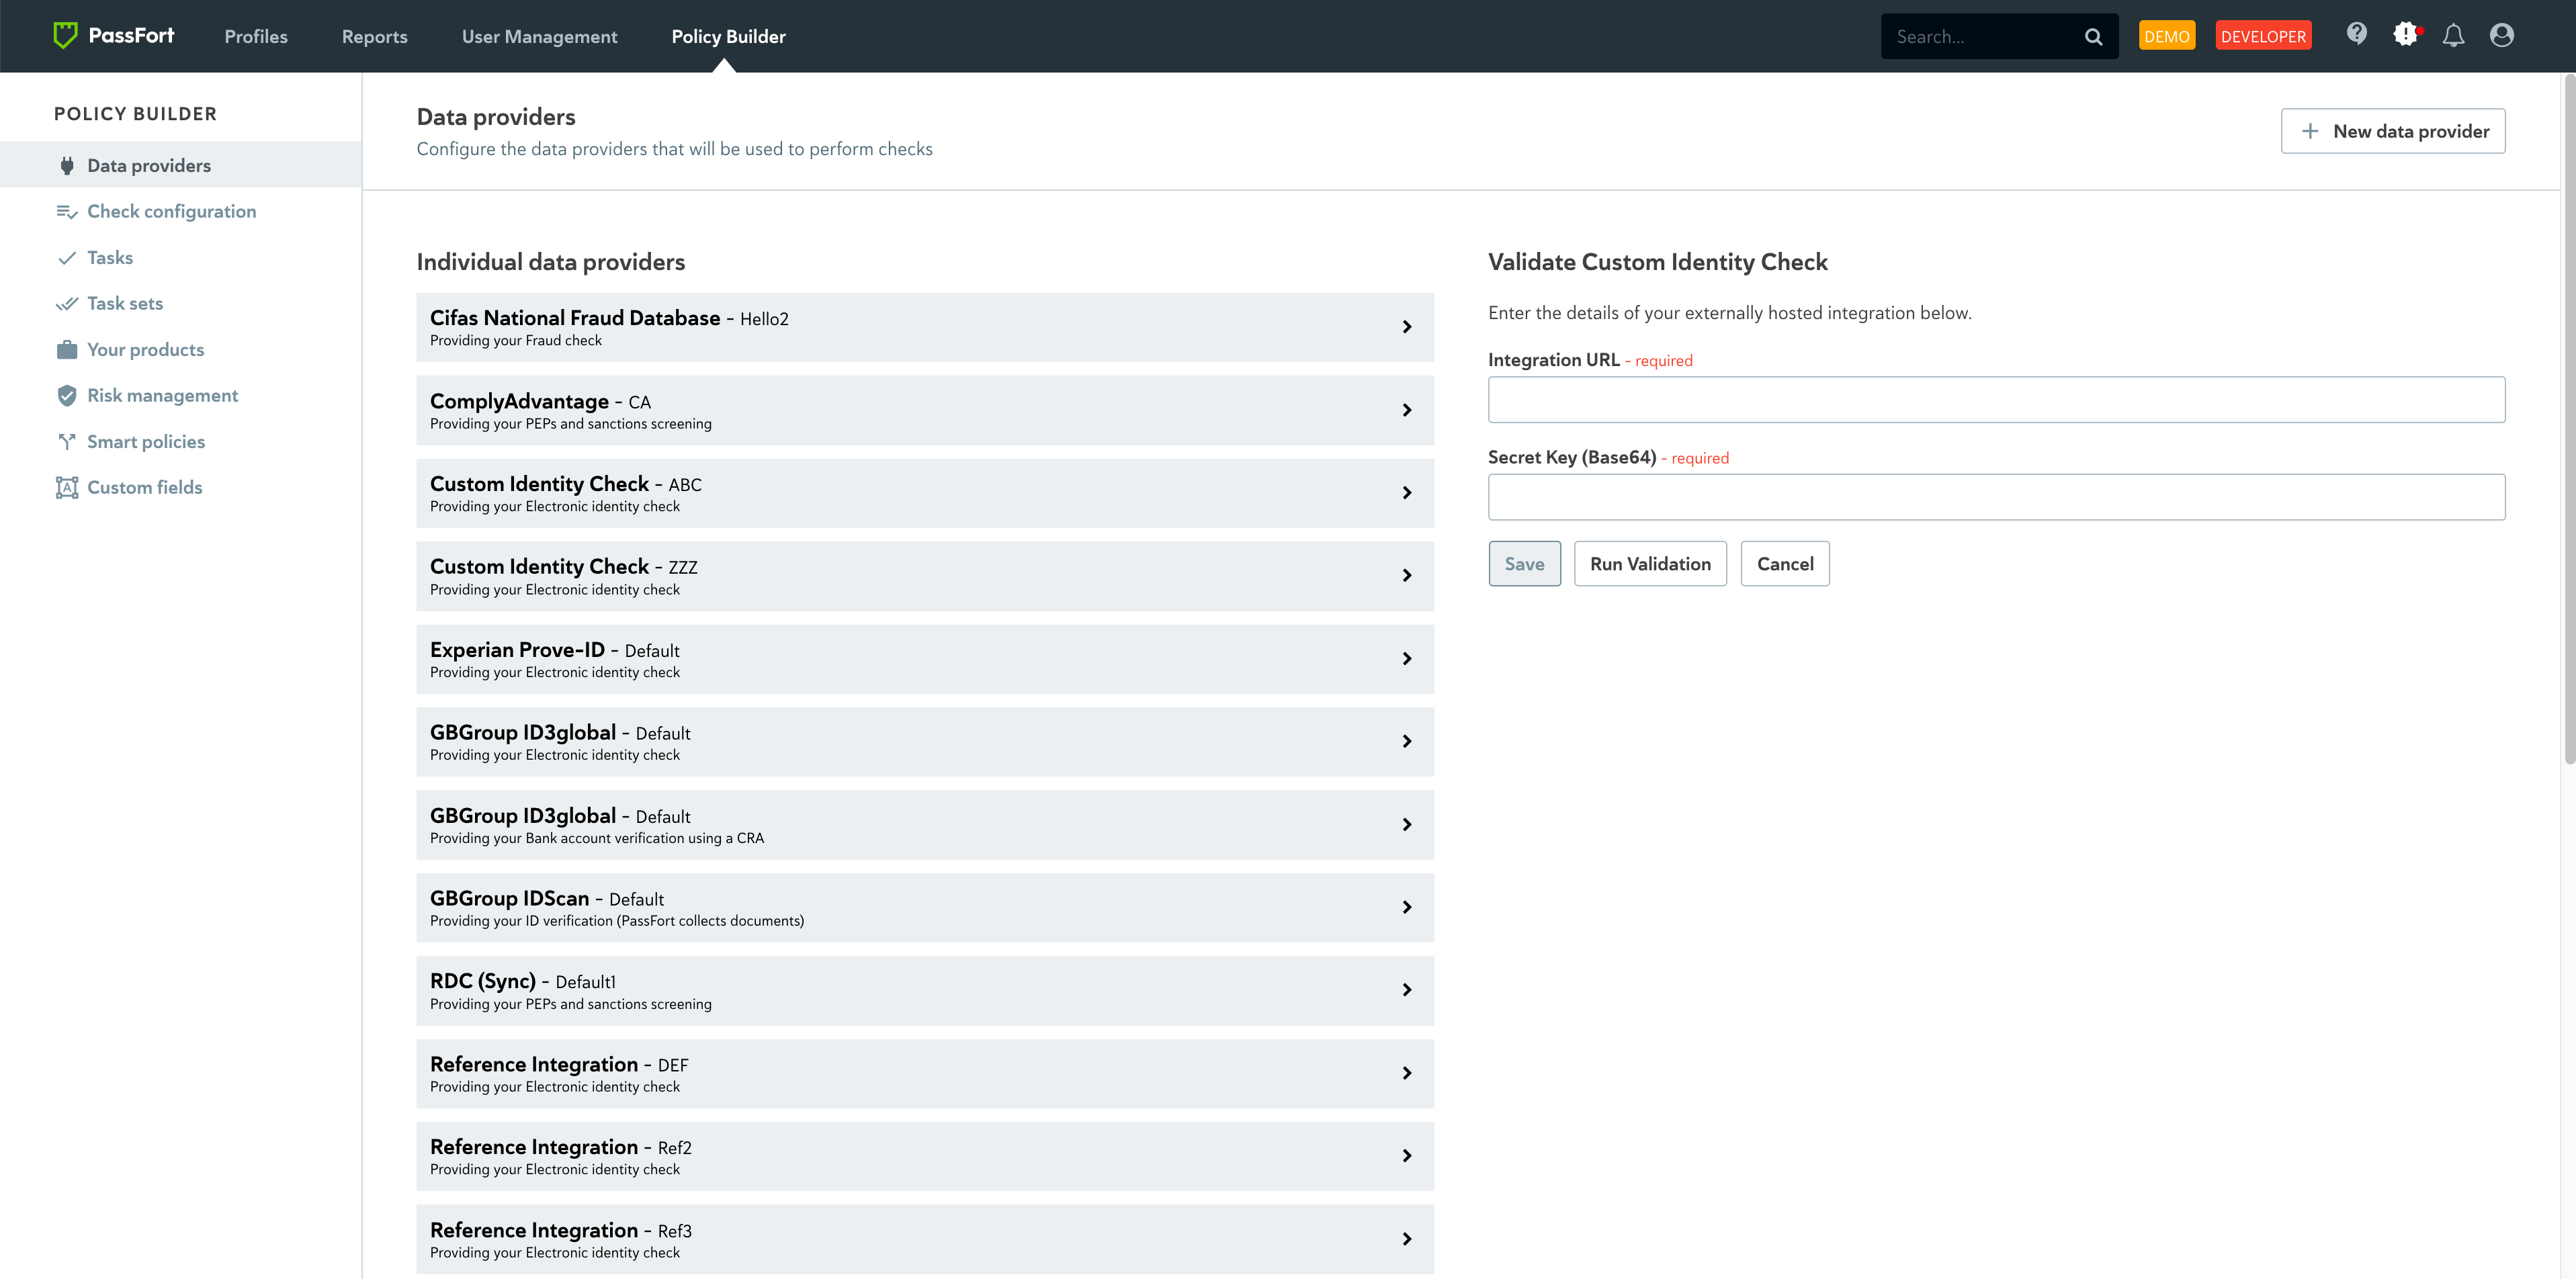 PassFort
Profiles
Reports
User Management
Policy Builder
Search...
DEMO
DEVELOPER
POLICY BUILDER
Data providers
Check configuration
Tasks
Task sets
Your products
Risk management
Smart policies
Custom fields
Data providers
Configure the data providers that will be used to perform checks
New data provider
Individual data providers
Cifas National Fraud Database - Hello2
Providing your Fraud check
ComplyAdvantage - CA
Providing your PEPs and sanctions screening
Custom Identity Check - ABC
Providing your Electronic identity check
Custom Identity Check - ZZZ
Providing your Electronic identity check
Experian Prove-ID - Default
Providing your Electronic identity check
GBGroup ID3global - Default
Providing your Electronic identity check
GBGroup ID3global - Default
Providing your Bank account verification using a CRA
GBGroup IDScan - Default
Providing your ID verification (PassFort collects documents)
RDC (Sync) - Default1
Providing your PEPs and sanctions screening
Reference Integration - DEF
Providing your Electronic identity check
Reference Integration - Ref2
Providing your Electronic identity check
Reference Integration - Ref3
Providing your Electronic identity check
Validate Custom Identity Check
Enter the details of your externally hosted integration below.
Integration URL - required
Secret Key (Base64) - required
Save
Run Validation
Cancel